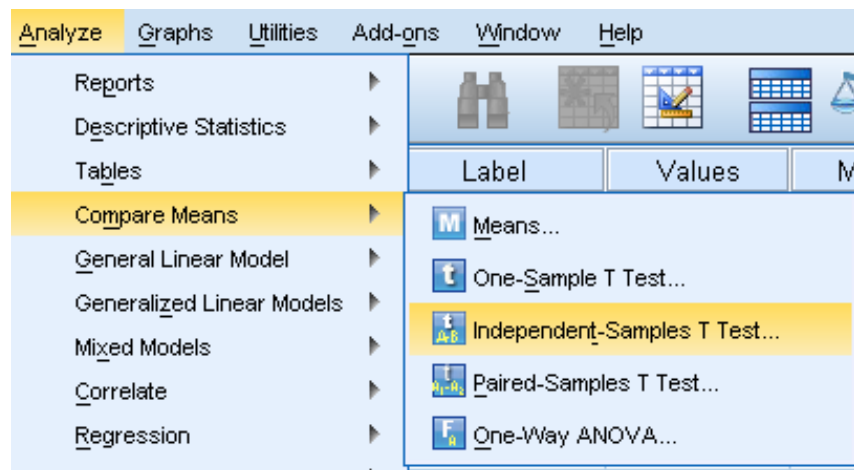 Analyze Graphs Utilities Add-ons Window Help
Reports
Descriptive Statistics
Tables
Compare Means
General Linear Model
Generalized Linear Models
Mixed Models
Correlate
Regression
Label Values M
M Means...
t One-Sample T Test...
t A-B Independent-Samples T Test...
A1-A2 Paired-Samples T Test...
F A One-Way ANOVA...